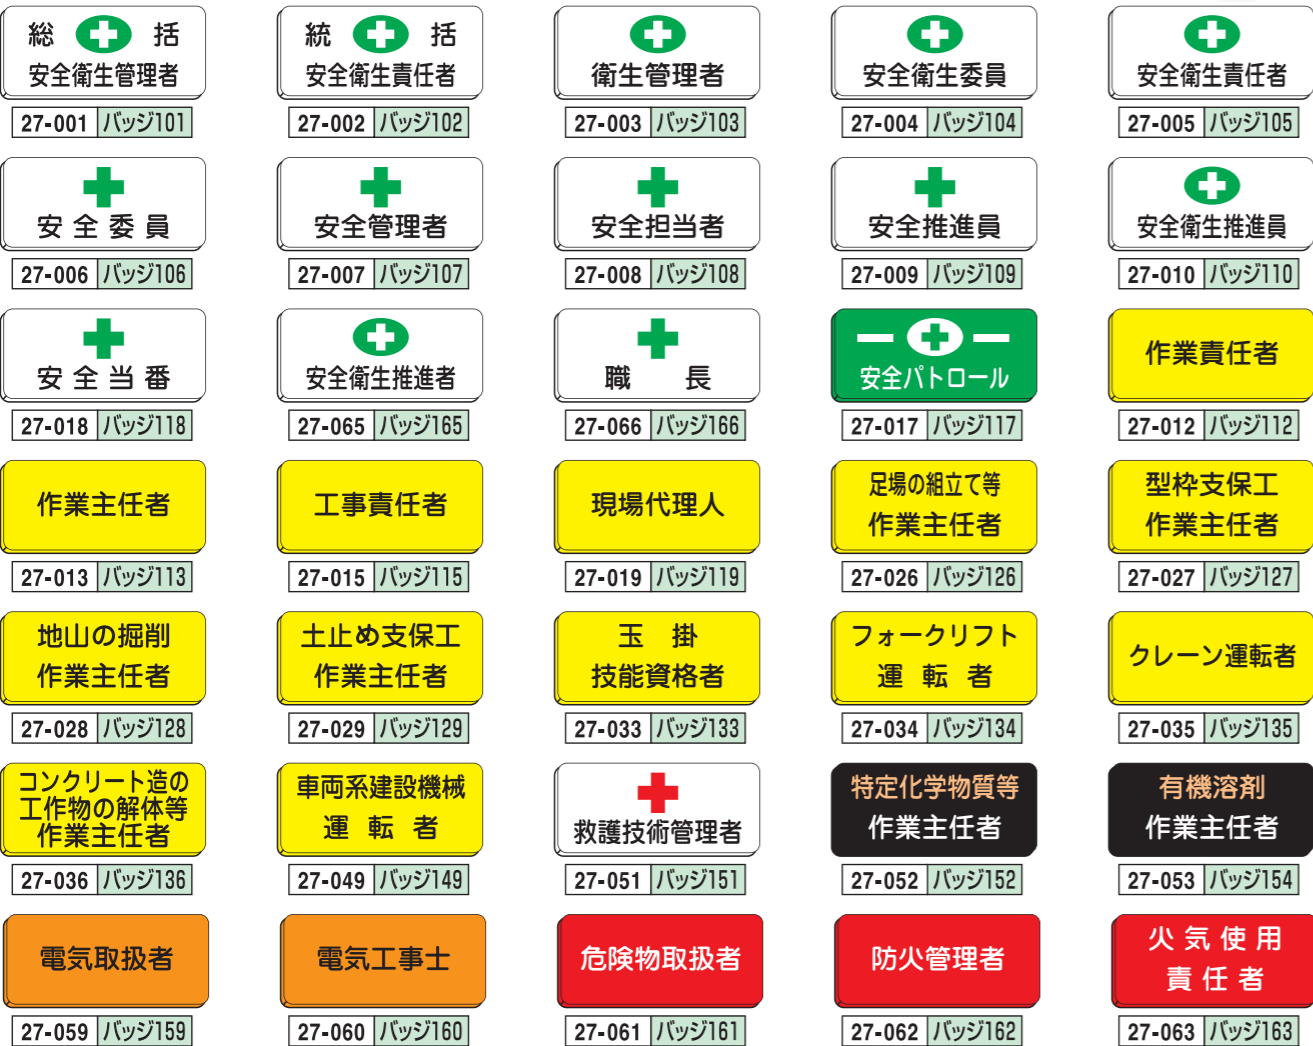 総 括
安全衛生管理者
27-001 バッジ101
統 括
安全衛生責任者
27-002 バッジ102
衛生管理者
27-003 バッジ103
安全衛生委員
27-004 バッジ104
安全衛生責任者
27-005 バッジ105
安全委員
27-006 バッジ106
安全管理者
27-007 バッジ107
安全担当者
27-008 バッジ108
安全推進員
27-009 バッジ109
安全衛生推進員
27-010 バッジ110
安全当番
27-018 バッジ118
安全衛生推進者
27-065 バッジ165
職 長
27-066 バッジ166
安全パトロール
27-017 バッジ117
作業責任者
27-012 バッジ112
作業主任者
27-013 バッジ113
工事責任者
27-015 バッジ115
現場代理人
27-019 バッジ119
足場の組立て等
作業主任者
27-026 バッジ126
型枠支保工
作業主任者
27-027 バッジ127
地山の掘削
作業主任者
27-028 バッジ128
土止め支保工
作業主任者
27-029 バッジ129
玉 掛
技能資格者
27-033 バッジ133
フォークリフト
運 転 者
27-034 バッジ134
クレーン運転者
27-035 バッジ135
コンクリート造の
工作物の解体等
作業主任者
27-036 バッジ136
車両系建設機械
運 転 者
27-049 バッジ149
救護技術管理者
27-051 バッジ151
特定化学物質等
作業主任者
27-052 バッジ152
有機溶剤
作業主任者
27-053 バッジ154
電気取扱者
27-059 バッジ159
電気工事士
27-060 バッジ160
危険物取扱者
27-061 バッジ161
防火管理者
27-062 バッジ162
火気使用
責任者
27-063 バッジ163